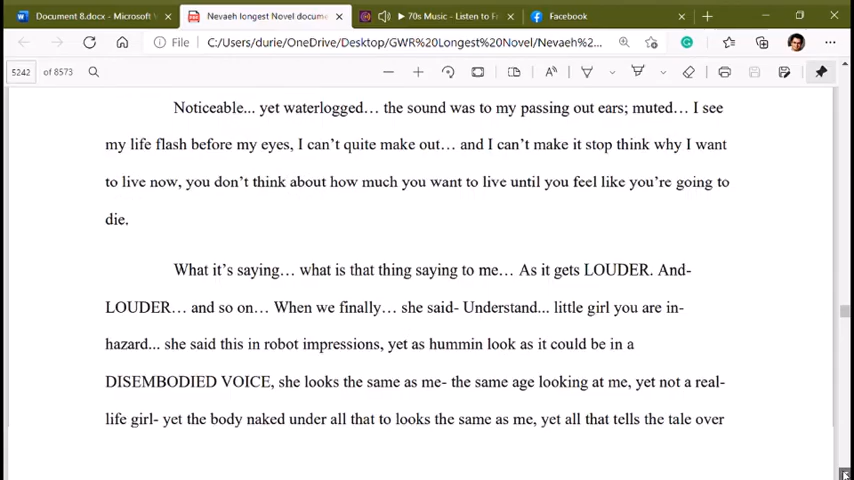 Document 8.docx - Microsoft
Nevaeh longest Novel docume
70s Music - Listen to Fr
Facebook
File
C:/Users/durie/OneDrive/Desktop/GWR%20Longest%20Novel/Nevaeh%2...
5242 of 8573
Noticeable... yet waterlogged… the sound was to my passing out ears; muted… I see
my life flash before my eyes, I can’t quite make out… and I can’t make it stop think why I want
to live now, you don’t think about how much you want to live until you feel like you’re going to
die.
What it’s saying… what is that thing saying to me… As it gets LOUDER. And-
LOUDER… and so on… When we finally… she said- Understand... little girl you are in-
hazard... she said this in robot impressions, yet as hummin look as it could be in a
DISEMBODIED VOICE, she looks the same as me- the same age looking at me, yet not a real-
life girl- yet the body naked under all that to looks the same as me, yet all that tells the tale over